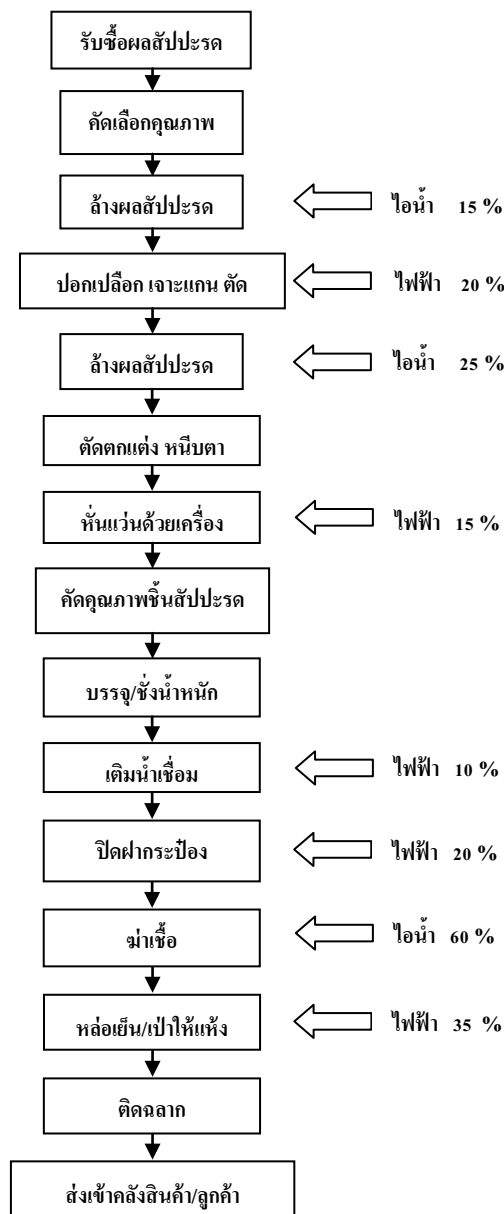 รับซื้อผลสัปปะรด
คัดเลือกคุณภาพ
ล้างผลสัปปะรด
ไอน้ำ 15 %
ปอกเปลือก เจาะแกน ตัด
ไฟฟ้า 20 %
ล้างผลสัปปะรด
ไอน้ำ 25 %
ตัดตกแต่ง หนีบตา
หั่นแว่นด้วยเครื่อง
ไฟฟ้า 15 %
คัดคุณภาพชิ้นสัปปะรด
บรรจุ/ชั่งน้ำหนัก
เติมน้ำเชื่อม
ไฟฟ้า 10 %
ปิดฝากระป๋อง
ไฟฟ้า 20 %
ฆ่าเชื้อ
ไอน้ำ 60 %
หล่อเย็น/เป่าให้แห้ง
ไฟฟ้า 35 %
ติดฉลาก
ส่งเข้าคลังสินค้า/ลูกค้า